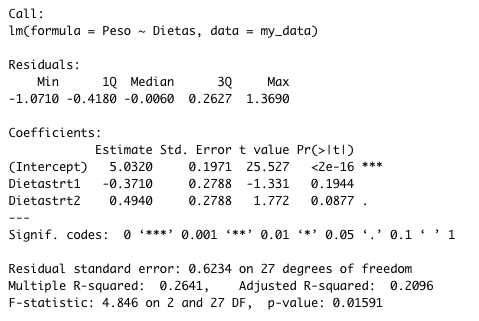 Call:
lm(formula = Peso ~ Dietas, data = my_data)
Residuals:
Min 1Q Median 3Q Max
-1.0710 -0.4180 -0.0060 0.2627 1.3690
Coefficients:
Estimate Std. Error t value Pr(>|t|)
(Intercept) 5.0320 0.1971 25.527 <2e-16 ***
Dietastrt1 -0.3710 0.2788 -1.331 0.1944
Dietastrt2 0.4940 0.2788 1.772 0.0877 .
---
Signif. codes: 0 ‘***’ 0.001 ‘**’ 0.01 ‘*’ 0.05 ‘.’ 0.1 ‘ ’ 1
Residual standard error: 0.6234 on 27 degrees of freedom
Multiple R-squared: 0.2641, Adjusted R-squared: 0.2096
F-statistic: 4.846 on 2 and 27 DF, p-value: 0.01591